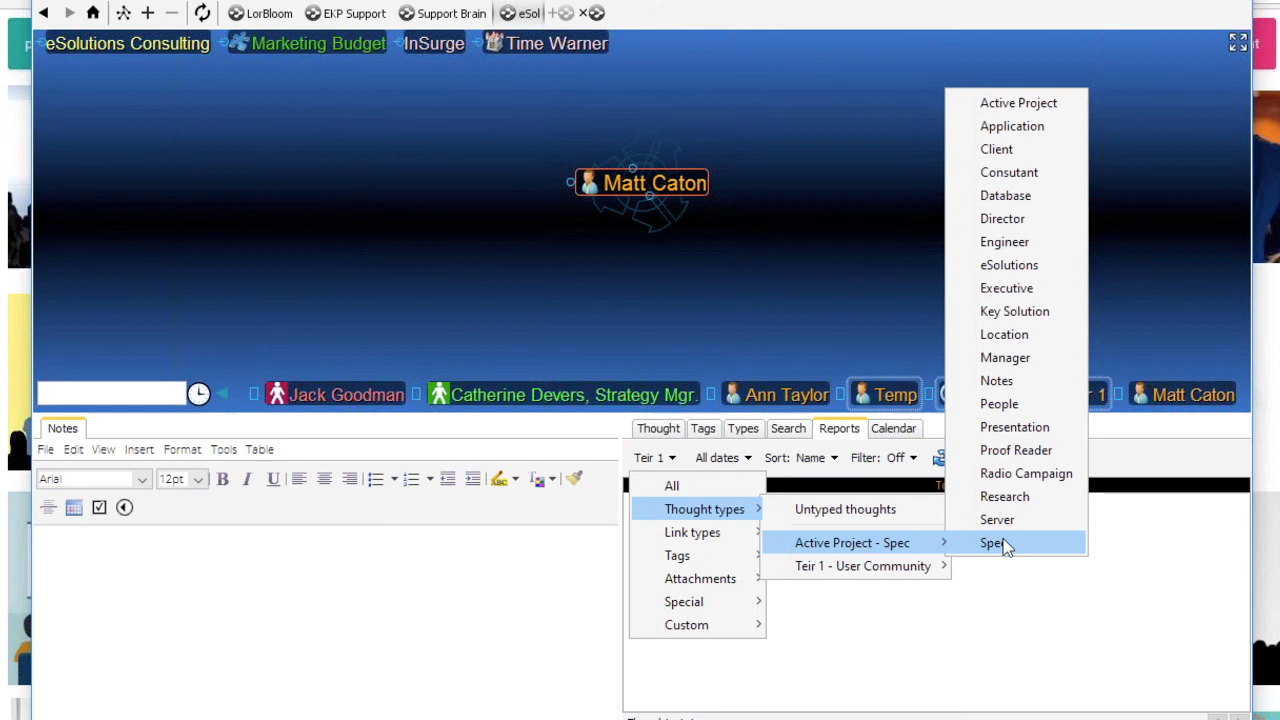 LorBloom EKP Support Support Brain eSol
eSolutions Consulting Marketing Budget InSurge Time Warner
Matt Caton
Active Project
Application
Client
Consutant
Database
Director
Engineer
eSolutions
Executive
Key Solution
Location
Manager
Notes
People
Presentation
Proof Reader
Radio Campaign
Research
Server
Spec
Jack Goodman Catherine Devers, Strategy Mgr. Ann Taylor Temp 1 Matt Caton
Notes
File Edit View Insert Format Tools Table
Arial 12pt B I U
Thought Tags Types Search Reports Calendar
Teir 1 All dates Sort: Name Filter: Off
All
Thought types
Link types
Tags
Attachments
Special
Custom
Untyped thoughts
Active Project - Spec
Teir 1 - User Community